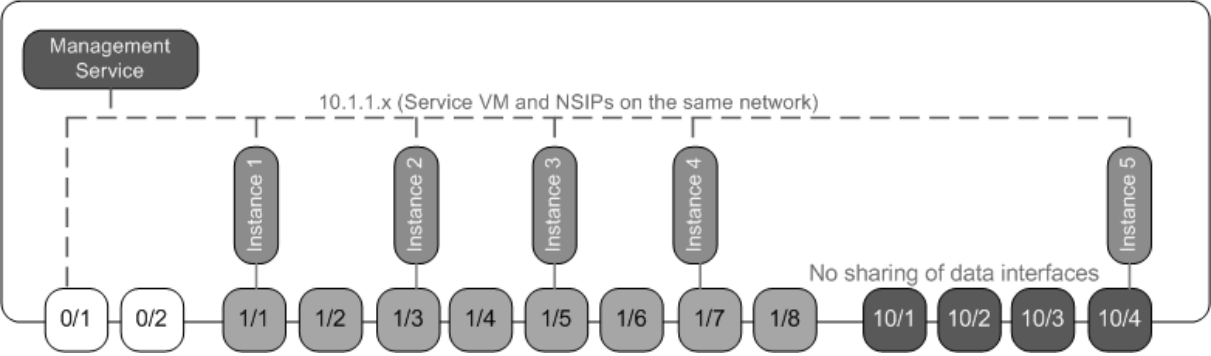 Management
Service
10.1.1.x (Service VM and NSIPs on the same network)
Instance 1
Instance 2
Instance 3
Instance 4
Instance 5
No sharing of data interfaces
0/1
0/2
1/1
1/2
1/3
1/4
1/5
1/6
1/7
1/8
10/1
10/2
10/3
10/4